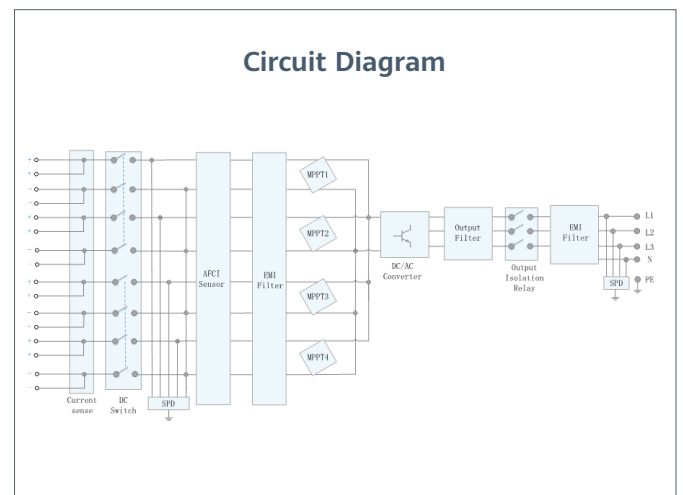 Circuit Diagram
+
+
-
-
+
+
-
-
+
+
-
-
+
+
-
-
Current
sense
DC
Switch
SPD
AFCI
Sensor
EMI
Filter
MPPT1
MPPT2
MPPT3
MPPT4
DC/AC
Converter
Output
Filter
Output
Isolation
Relay
EMI
Filter
SPD
L1
L2
L3
N
PE